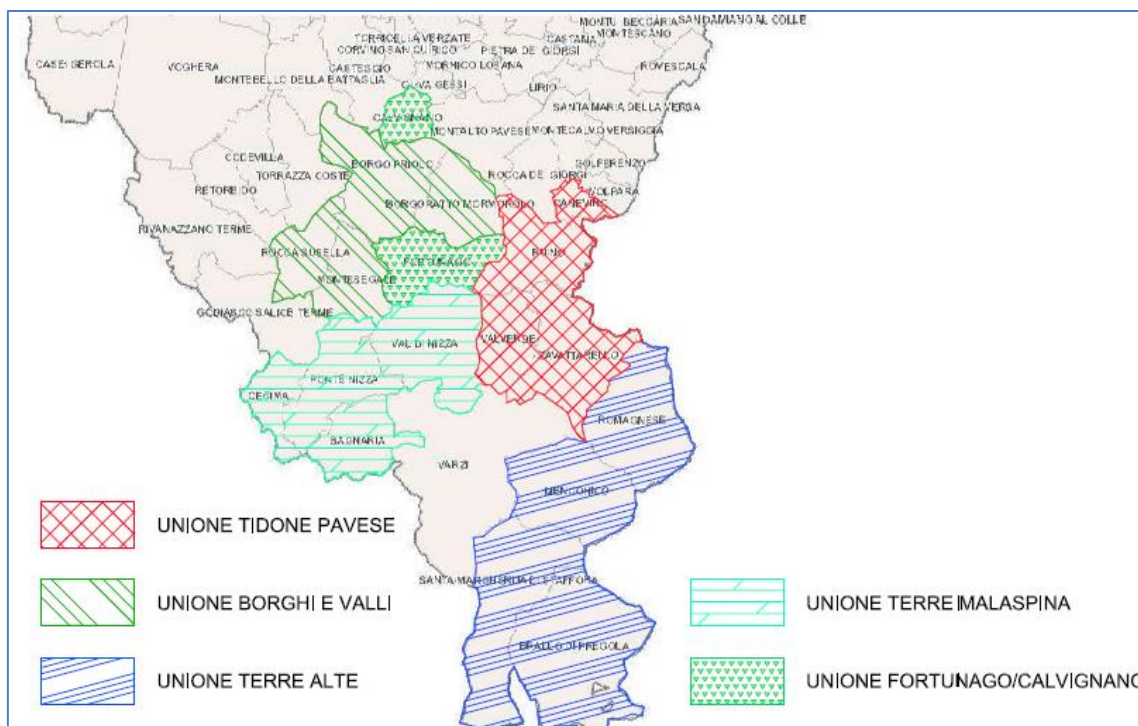 MONTU' BECCARIA SAN DAMIANO AL COLLE
TORRICELLA VERZATE CASTANA MONTESCANO
CORVINO SAN QUIRICO PIETRA DE' GIORGI
CASEI GEROLA VOGHERA CASTEGGIO MORNICO LOSANA ROVESCALA
MONTEBELLO DELLA BATTAGLIA OLIVA GESSI LIRIO
SANTA MARIA DELLA VERSA
CALVIGNANO
MONTALTO PAVESE MONTECALVO VERSIGGIA
CODEVILLA BORGO PRIOLO GOLFERENZO
TORRAZZA COSTE ROCCA DE' GIORGI
RETORBIDO VOLPARA
BORGORATTO MORMOROLO CANEVINO
RIVANAZZANO TERME
ROCCA SUSELLA FORTUNAGO RUINO
MONTESEGALE
GODIASCO SALICE TERME
VAL DI NIZZA VALVERDE
ZAVATTARELLO
PONTE NIZZA
CECIMA
ROMAGNESE
BAGNARIA
VARZI
MENCONICO
SANTA MARGHERITA DI STAFFORA
BRALLO DI PREGOLA
UNIONE TIDONE PAVESE
UNIONE BORGHI E VALLI
UNIONE TERRE ALTE
UNIONE TERRE MALASPINA
UNIONE FORTUNAGO/CALVIGNANO